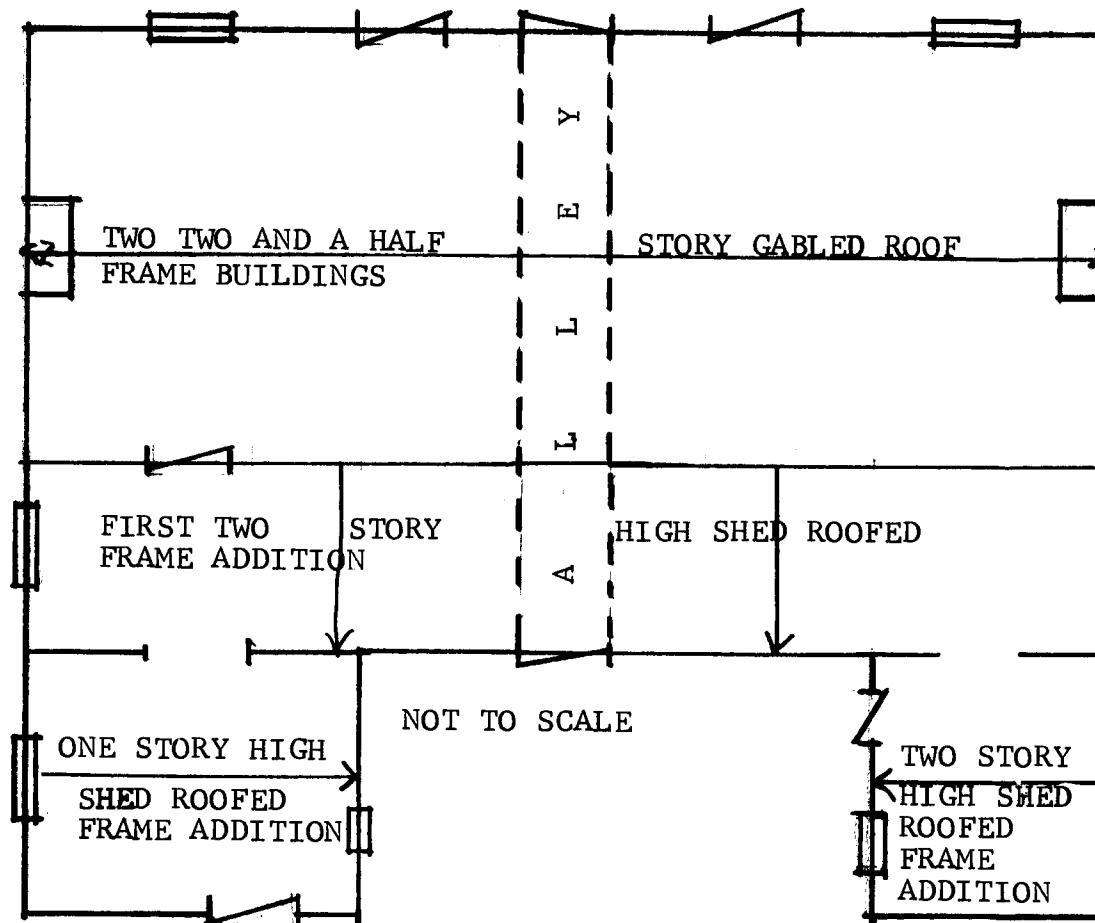 TWO TWO AND A HALF STORY GABLED ROOF
FRAME BUILDINGS
ALLEY
FIRST TWO STORY HIGH SHED ROOFED
FRAME ADDITION
NOT TO SCALE
ONE STORY HIGH
SHED ROOFED
FRAME ADDITION
TWO STORY
HIGH SHED
ROOFED
FRAME
ADDITION